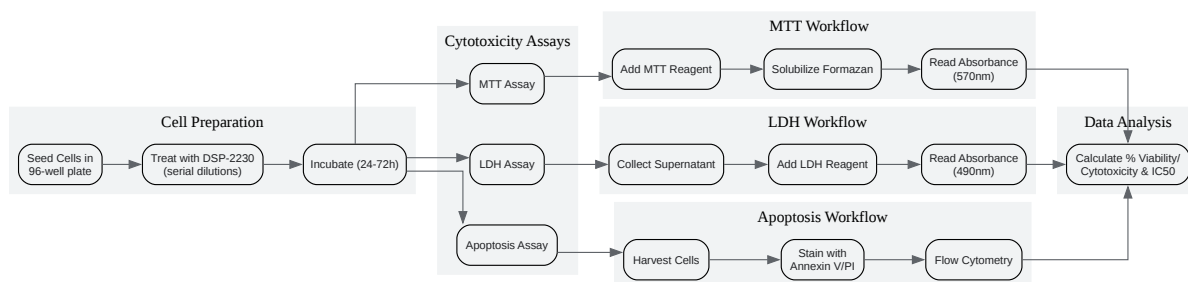 Cell Preparation
Seed Cells in
96-well plate
Treat with DSP-2230
(serial dilutions)
Incubate (24-72h)
Cytotoxicity Assays
MTT Assay
LDH Assay
Apoptosis Assay
MTT Workflow
Add MTT Reagent
Solubilize Formazan
Read Absorbance
(570nm)
LDH Workflow
Collect Supernatant
Add LDH Reagent
Read Absorbance
(490nm)
Apoptosis Workflow
Harvest Cells
Stain with
Annexin V/PI
Flow Cytometry
Data Analysis
Calculate % Viability/
Cytotoxicity & IC50